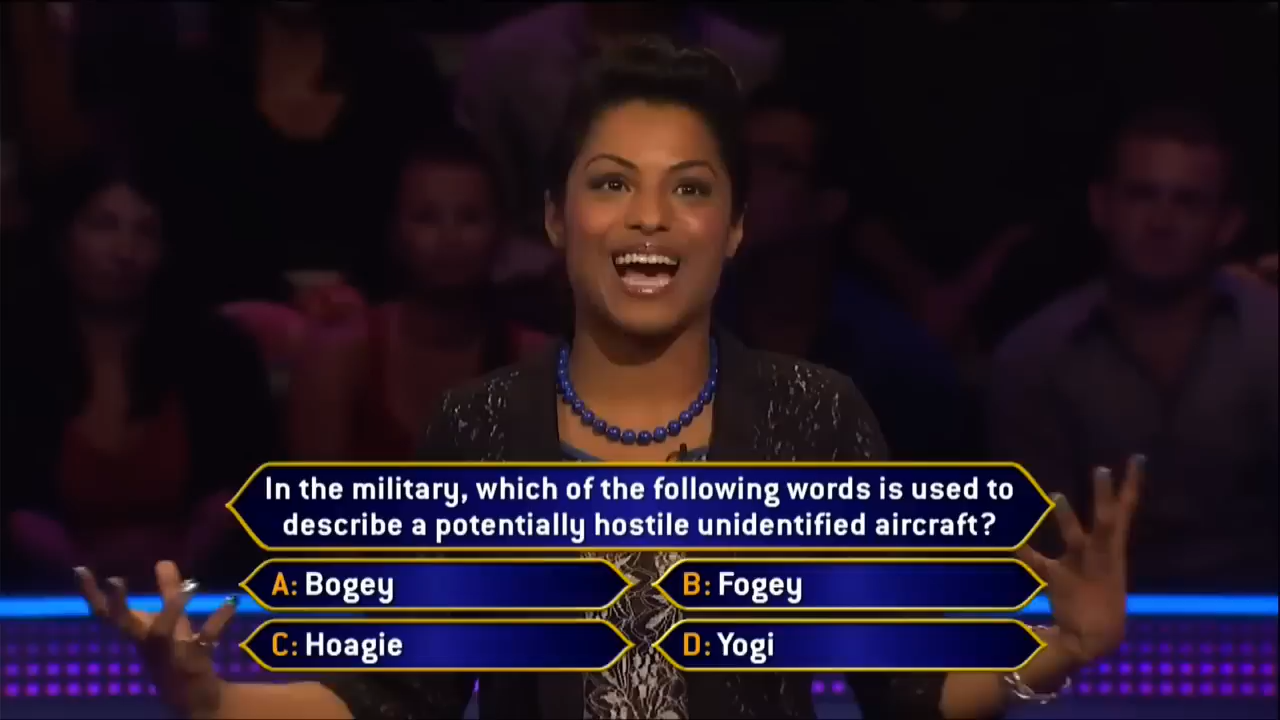 In the military, which of the following words is used to
describe a potentially hostile unidentified aircraft?
A: Bogey
B: Fogey
C: Hoagie
D: Yogi